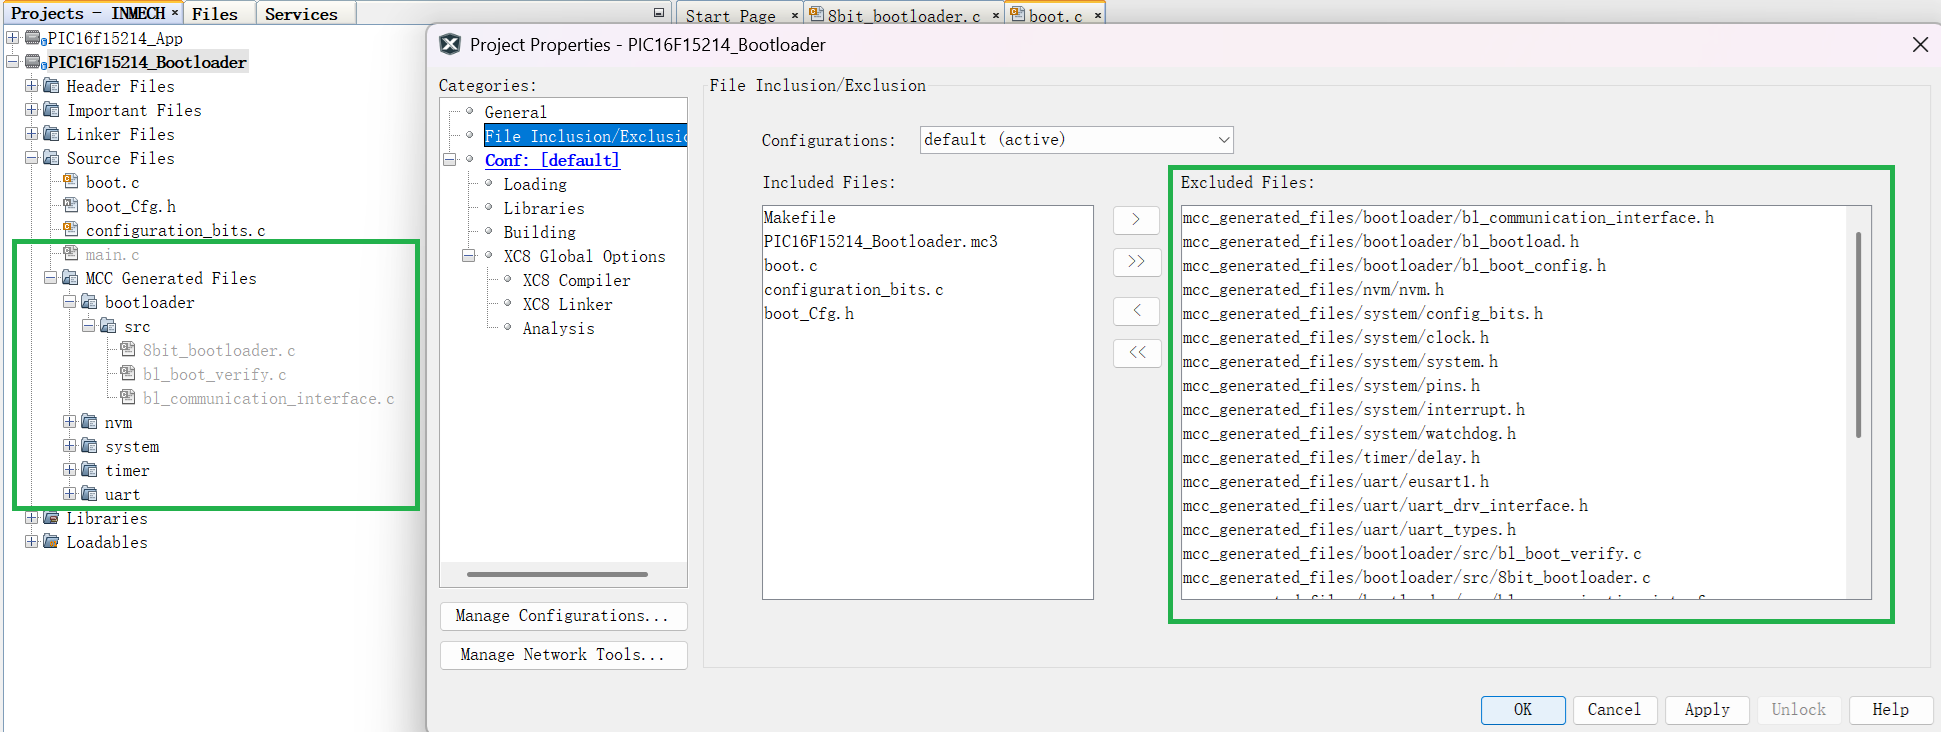 Projects - INMECH ×
Files
Services
Start Page ×
8bit_bootloader.c ×
boot.c ×
PIC16f15214_App
PIC16F15214_Bootloader
Header Files
Important Files
Linker Files
Source Files
boot.c
boot_Cfg.h
configuration_bits.c
main.c
MCC Generated Files
bootloader
src
8bit_bootloader.c
bl_boot_verify.c
bl_communication_interface.c
nvm
system
timer
uart
Libraries
Loadables
Project Properties - PIC16F15214_Bootloader
Categories:
General
File Inclusion/Exclusio
Conf: [default]
Loading
Libraries
Building
XC8 Global Options
XC8 Compiler
XC8 Linker
Analysis
Manage Configurations...
Manage Network Tools...
File Inclusion/Exclusion
Configurations: default (active)
Included Files:
Makefile
PIC16F15214_Bootloader.mc3
boot.c
configuration_bits.c
boot_Cfg.h
>
>>
<
<<
Excluded Files:
mcc_generated_files/bootloader/bl_communication_interface.h
mcc_generated_files/bootloader/bl_bootload.h
mcc_generated_files/bootloader/bl_boot_config.h
mcc_generated_files/nvm/nvm.h
mcc_generated_files/system/config_bits.h
mcc_generated_files/system/clock.h
mcc_generated_files/system/system.h
mcc_generated_files/system/pins.h
mcc_generated_files/system/interrupt.h
mcc_generated_files/system/watchdog.h
mcc_generated_files/timer/delay.h
mcc_generated_files/uart/eusart1.h
mcc_generated_files/uart/uart_drv_interface.h
mcc_generated_files/uart/uart_types.h
mcc_generated_files/bootloader/src/bl_boot_verify.c
mcc_generated_files/bootloader/src/8bit_bootloader.c
OK
Cancel
Apply
Unlock
Help